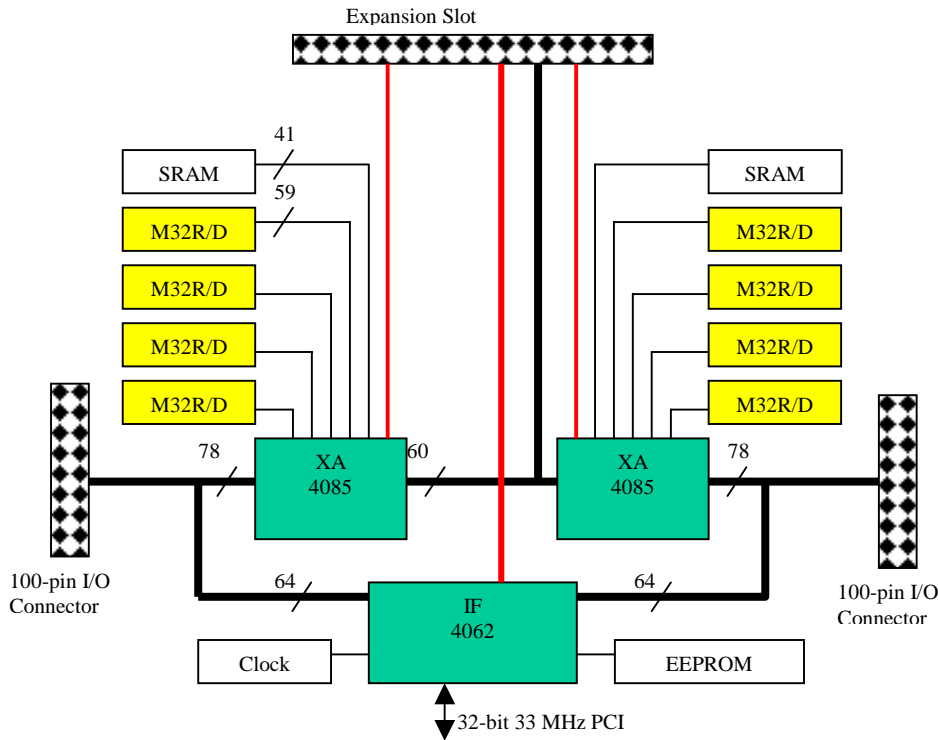 Expansion Slot
41
SRAM
SRAM
59
M32R/D
M32R/D
M32R/D
M32R/D
M32R/D
M32R/D
M32R/D
M32R/D
78
XA
4085
60
XA
4085
78
100-pin I/O
Connector
64
IF
4062
64
100-pin I/O
Connector
Clock
EEPROM
32-bit 33 MHz PCI